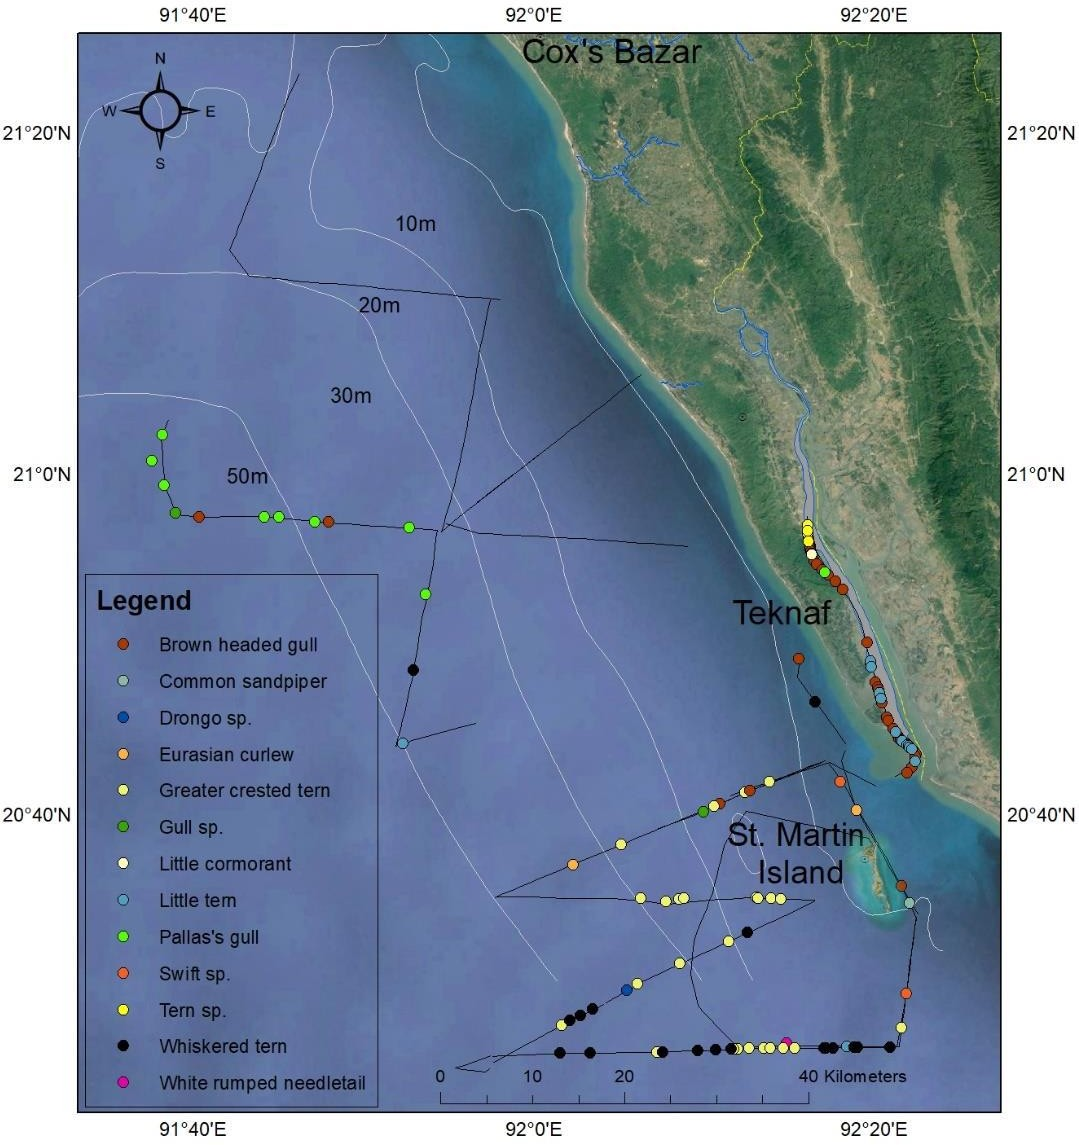 91°40'E 92°0'E 92°20'E
Cox's Bazar
N
W E
S
21°20'N 21°20'N
10m
20m
30m
50m
21°0'N 21°0'N
Teknaf
20°40'N 20°40'N
St. Martin
Island
Legend
Brown headed gull
Common sandpiper
Drongo sp.
Eurasian curlew
Greater crested tern
Gull sp.
Little cormorant
Little tern
Pallas's gull
Swift sp.
Tern sp.
Whiskered tern
White rumped needletail
0 10 20 40 Kilometers
91°40'E 92°0'E 92°20'E